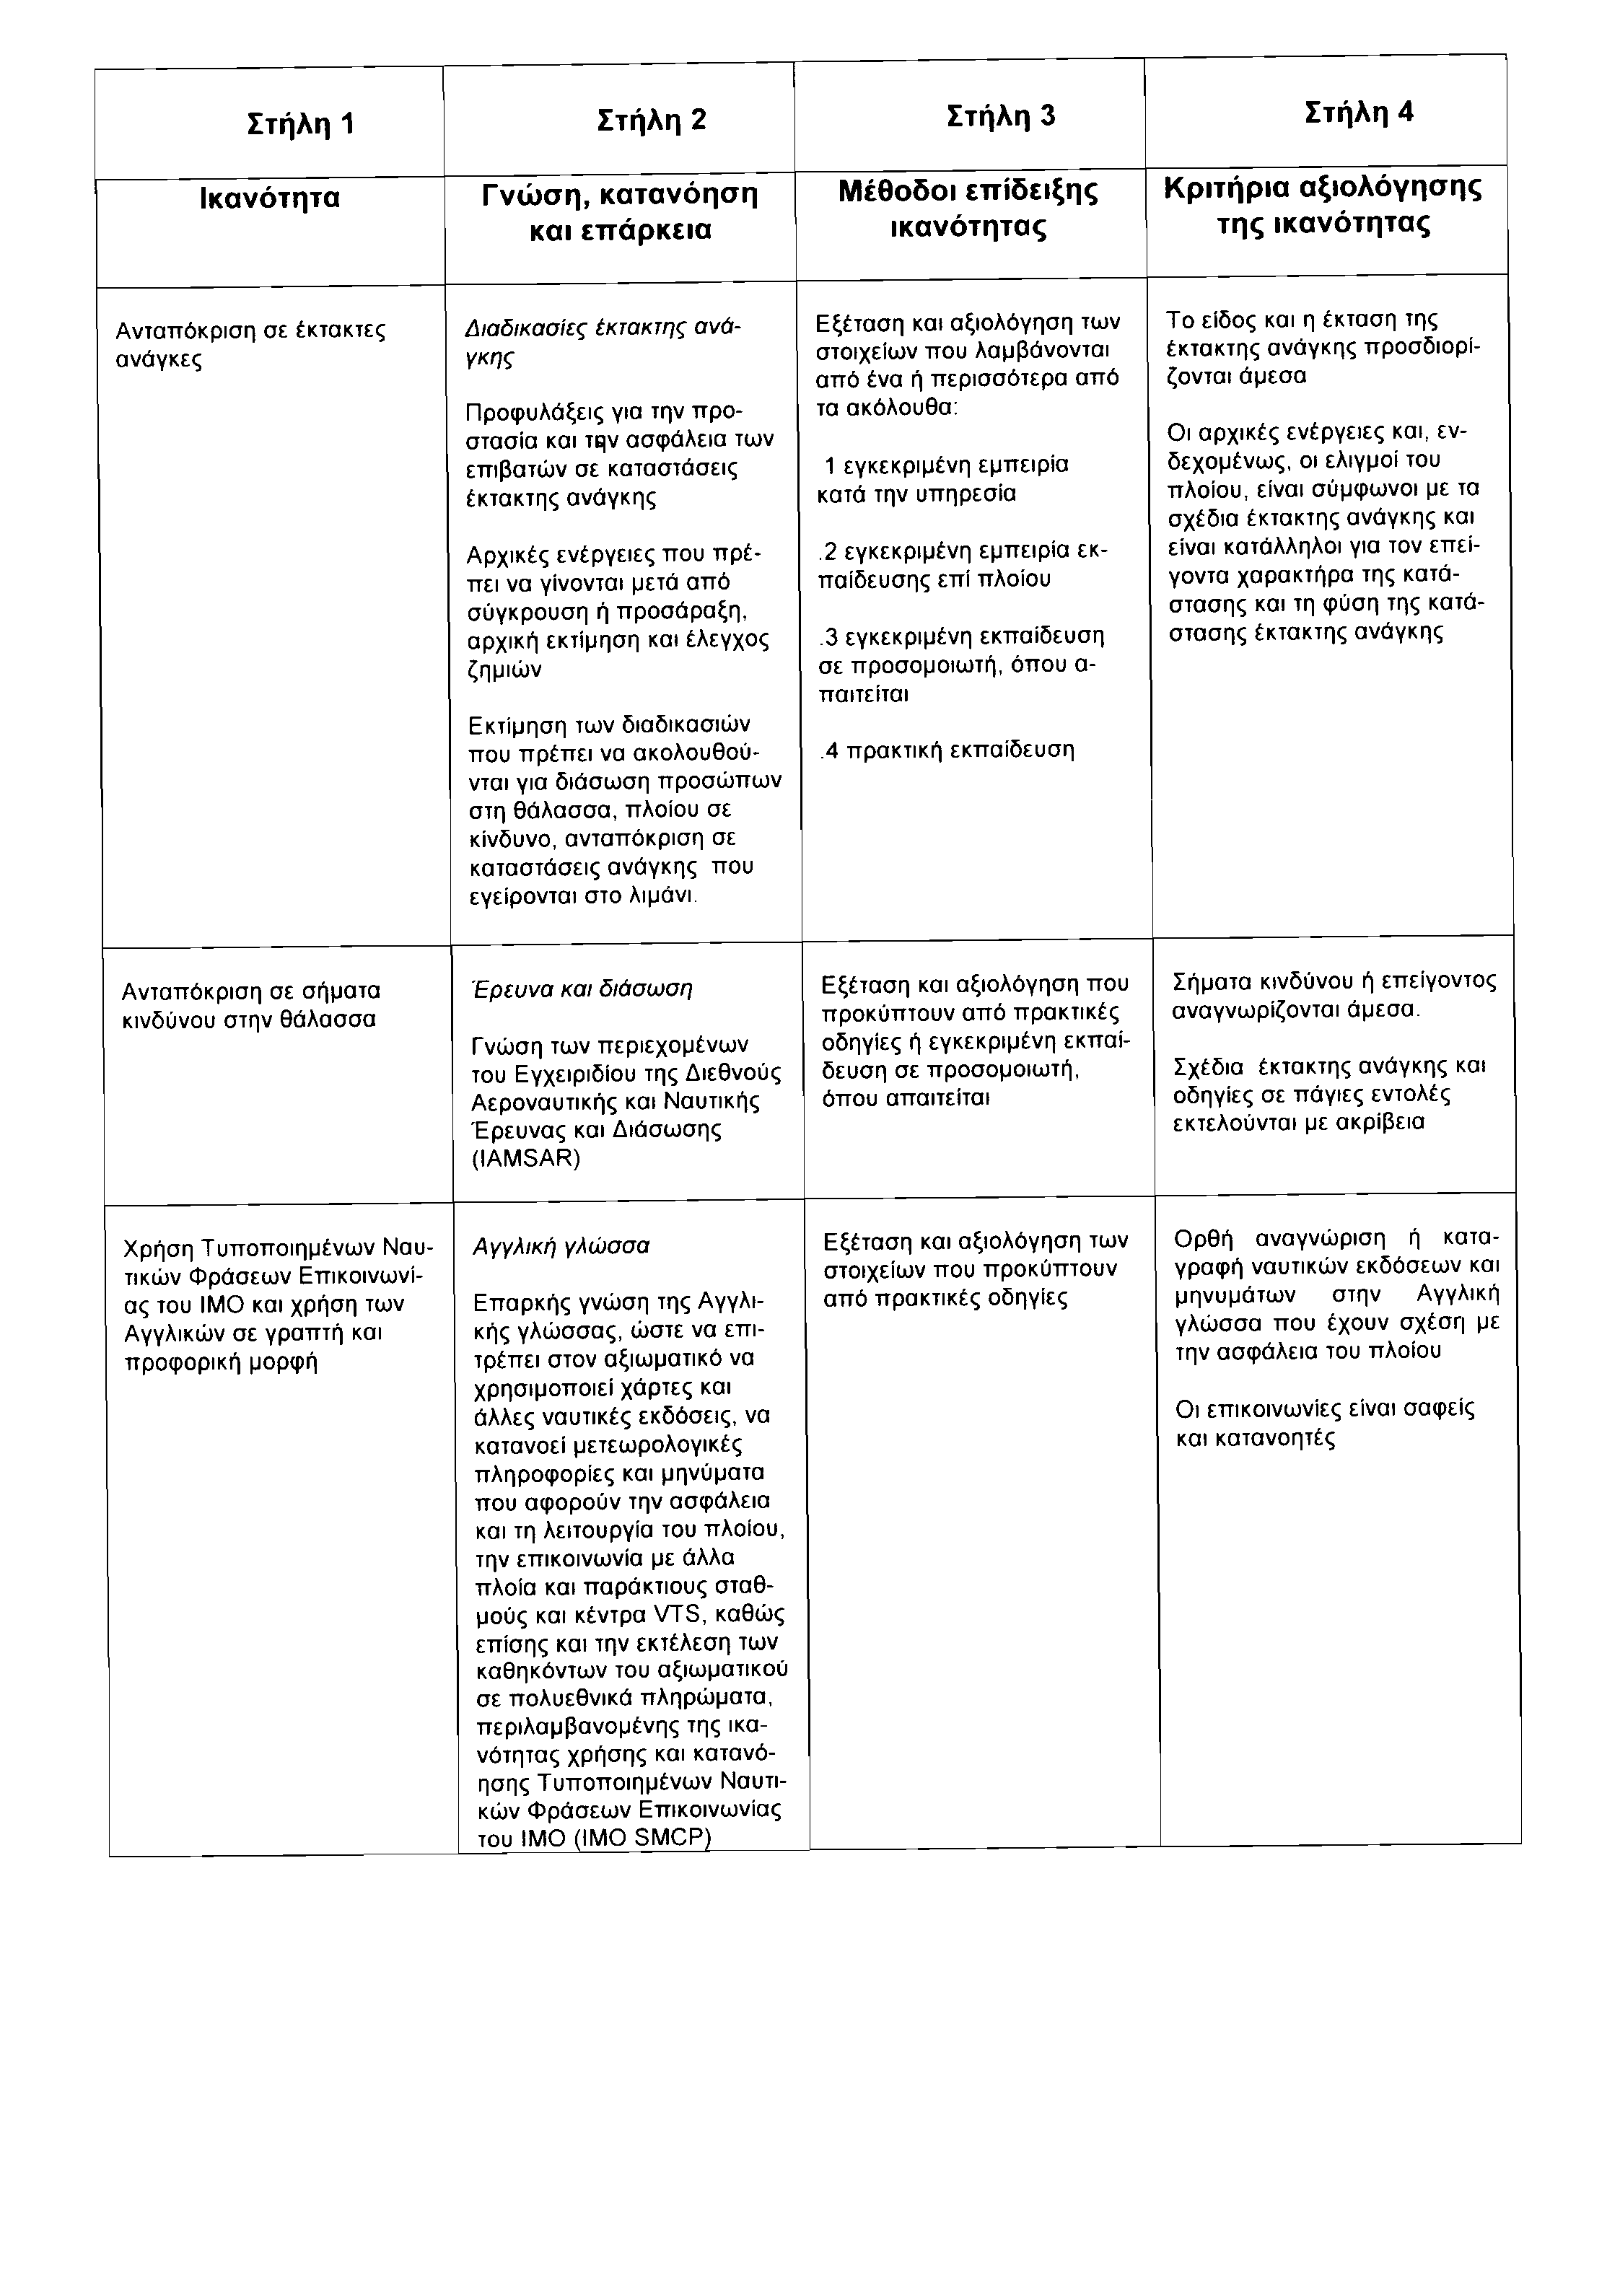 Στήλη 1
Στήλη 2
Στήλη 3
Στήλη 4
Ικανότητα
Γνώση, κατανόηση
και επάρκεια
Μέθοδοι επίδειξης
ικανότητας
Κριτήρια αξιολόγησης
της ικανότητας
Ανταπόκριση σε έκτακτες
ανάγκες
Διαδικασίες έκτακτης ανά-
γκης
Προφυλάξεις για την προ-
στασία και την ασφάλεια των
επιβατών σε καταστάσεις
έκτακτης ανάγκης
Αρχικές ενέργειες που πρέ-
πει να γίνονται μετά από
σύγκρουση ή προσάραξη,
αρχική εκτίμηση και έλεγχος
ζημιών
Εκτίμηση των διαδικασιών
που πρέπει να ακολουθού-
νται για διάσωση προσώπων
στη θάλασσα, πλοίου σε
κίνδυνο, ανταπόκριση σε
καταστάσεις ανάγκης που
εγείρονται στο λιμάνι.
Εξέταση και αξιολόγηση των
στοιχείων που λαμβάνονται
από ένα ή περισσότερα από
τα ακόλουθα:
1 εγκεκριμένη εμπειρία
κατά την υπηρεσία
.2 εγκεκριμένη εμπειρία εκ-
παίδευσης επί πλοίου
.3 εγκεκριμένη εκπαίδευση
σε προσομοιωτή, όπου α-
παιτείται
.4 πρακτική εκπαίδευση
Το είδος και η έκταση της
έκτακτης ανάγκης προσδιορί-
ζονται άμεσα
Οι αρχικές ενέργειες και, εν-
δεχομένως, οι ελιγμοί του
πλοίου, είναι σύμφωνοι με τα
σχέδια έκτακτης ανάγκης και
είναι κατάλληλοι για τον επεί-
γοντα χαρακτήρα της κατά-
στασης και τη φύση της κατά-
στασης έκτακτης ανάγκης
Ανταπόκριση σε σήματα
κινδύνου στην θάλασσα
Έρευνα και διάσωση
Γνώση των περιεχομένων
του Εγχειριδίου της Διεθνούς
Αεροναυτικής και Ναυτικής
Έρευνας και Διάσωσης
(IAMSAR)
Εξέταση και αξιολόγηση που
προκύπτουν από πρακτικές
οδηγίες ή εγκεκριμένη εκπαί-
δευση σε προσομοιωτή,
όπου απαιτείται
Σήματα κινδύνου ή επείγοντος
αναγνωρίζονται άμεσα.
Σχέδια έκτακτης ανάγκης και
οδηγίες σε πάγιες εντολές
εκτελούνται με ακρίβεια
Χρήση Τυποποιημένων Ναυ-
τικών Φράσεων Επικοινωνί-
ας του ΙΜΟ και χρήση των
Αγγλικών σε γραπτή και
προφορική μορφή
Αγγλική γλώσσα
Επαρκής γνώση της Αγγλι-
κής γλώσσας, ώστε να επι-
τρέπει στον αξιωματικό να
χρησιμοποιεί χάρτες και
άλλες ναυτικές εκδόσεις, να
κατανοεί μετεωρολογικές
πληροφορίες και μηνύματα
που αφορούν την ασφάλεια
και τη λειτουργία του πλοίου,
την επικοινωνία με άλλα
πλοία και παράκτιους σταθ-
μούς και κέντρα VTS, καθώς
επίσης και την εκτέλεση των
καθηκόντων του αξιωματικού
σε πολυεθνικά πληρώματα,
περιλαμβανομένης της ικα-
νότητας χρήσης και κατανό-
ησης Τυποποιημένων Ναυτι-
κών Φράσεων Επικοινωνίας
του ΙΜΟ (IMO SMCP)
Εξέταση και αξιολόγηση των
στοιχείων που προκύπτουν
από πρακτικές οδηγίες
Ορθή αναγνώριση ή κατα-
γραφή ναυτικών εκδόσεων και
μηνυμάτων στην Αγγλική
γλώσσα που έχουν σχέση με
την ασφάλεια του πλοίου
Οι επικοινωνίες είναι σαφείς
και κατανοητές